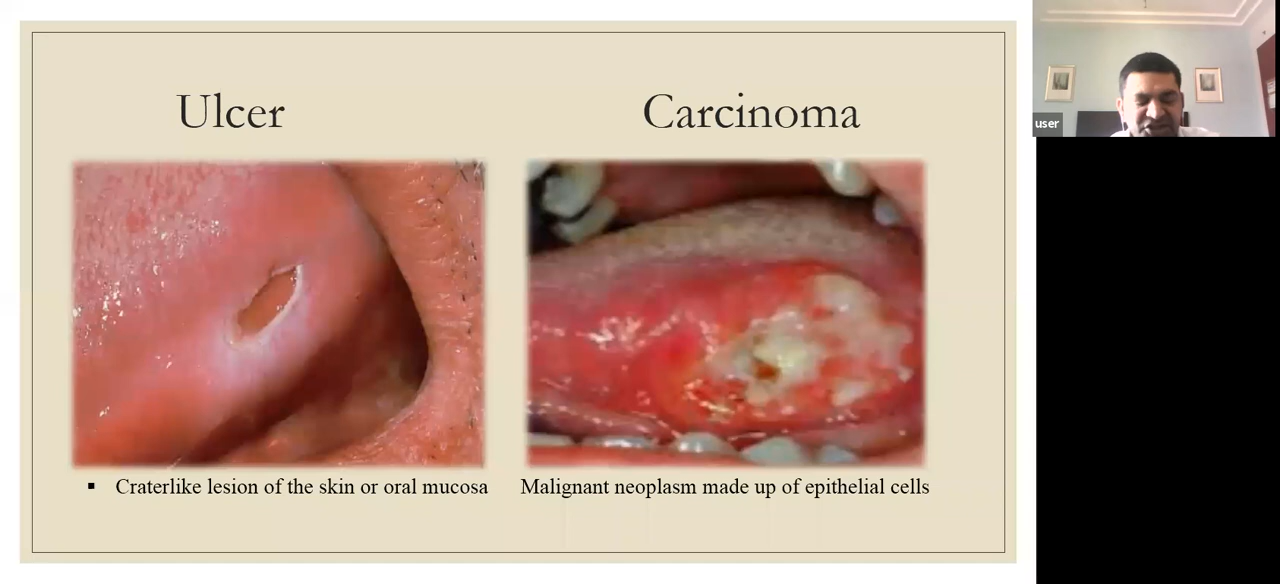 Ulcer
Carcinoma
▪ Craterlike lesion of the skin or oral mucosa
Malignant neoplasm made up of epithelial cells
user